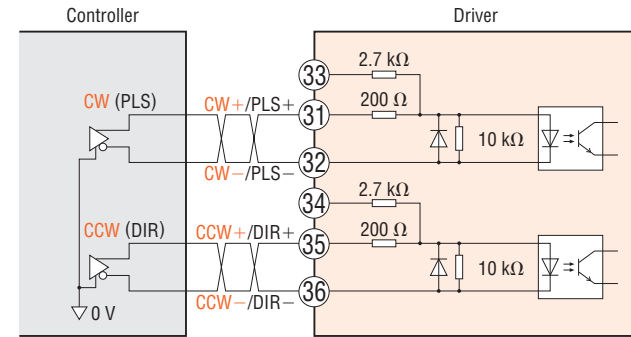 Controller
Driver
33
2.7 kΩ
CW (PLS)
CW+/PLS+
31
200 Ω
10 kΩ
CW−/PLS−
32
34
2.7 kΩ
CCW (DIR)
CCW+/DIR+
35
200 Ω
10 kΩ
CCW−/DIR−
36
0 V